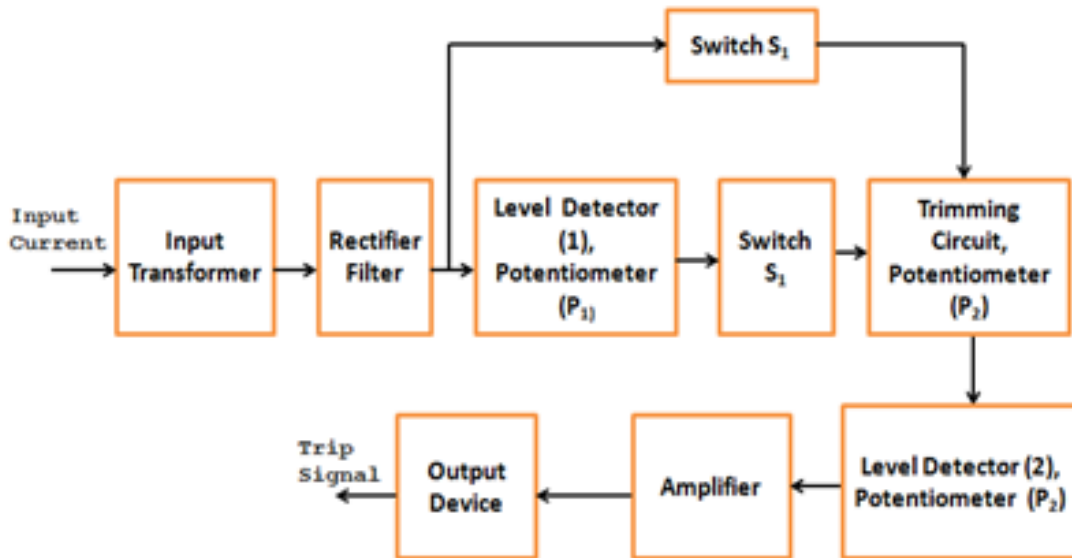 Switch S₁
Input
Current
Input
Transformer
Rectifier
Filter
Level Detector
(1),
Potentiometer
(P₁)
Switch
S₁
Trimming
Circuit,
Potentiometer
(P₂)
Trip
Signal
Output
Device
Amplifier
Level Detector (2),
Potentiometer (P₂)